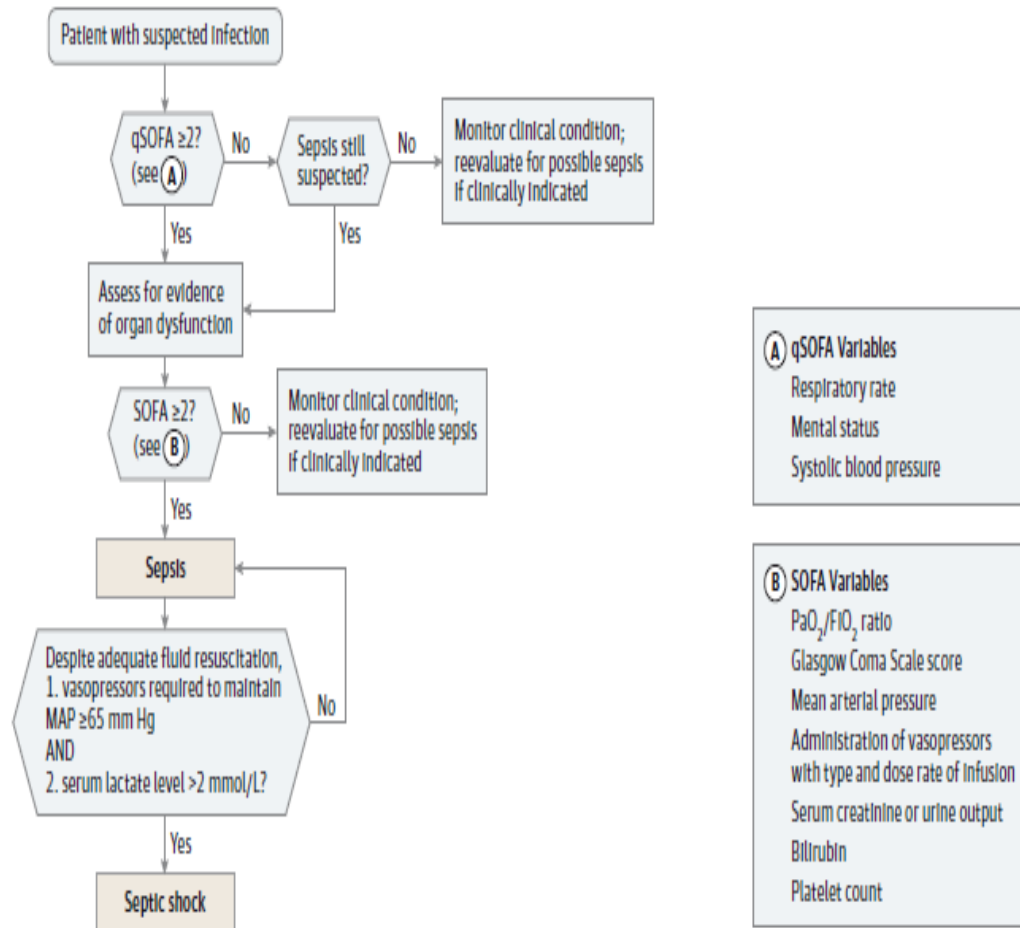 Patient with suspected infection
qSOFA ≥2?
(see A)
No
Sepsis still
suspected?
No
Monitor clinical condition;
reevaluate for possible sepsis
if clinically indicated
Yes
Yes
Assess for evidence
of organ dysfunction
SOFA ≥2?
(see B)
No
Monitor clinical condition;
reevaluate for possible sepsis
if clinically indicated
Yes
Sepsis
Despite adequate fluid resuscitation,
1. vasopressors required to maintain
MAP ≥65 mm Hg
AND
2. serum lactate level >2 mmol/L?
No
Yes
Septic shock
A qSOFA Variables
Respiratory rate
Mental status
Systolic blood pressure
B SOFA Variables
PaO₂/FiO₂ ratio
Glasgow Coma Scale score
Mean arterial pressure
Administration of vasopressors
with type and dose rate of infusion
Serum creatinine or urine output
Bilirubin
Platelet count